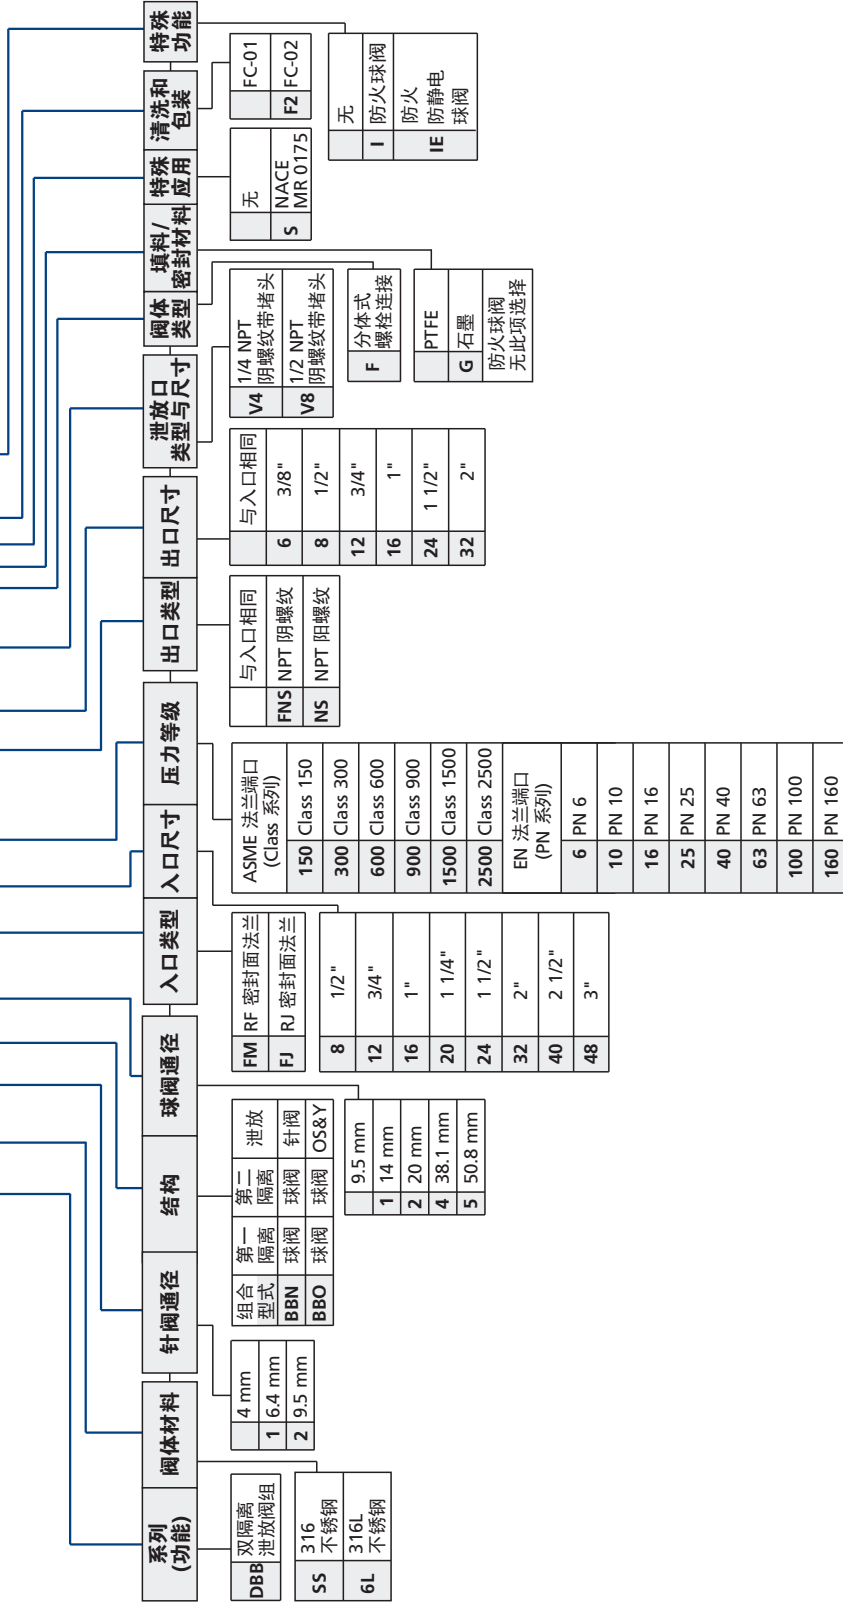 系列
(功能)
阀体材料
针阀通径
结构
球阀通径
入口类型
入口尺寸
压力等级
出口类型
出口尺寸
泄放口
类型与尺寸
阀体
类型
填料/
密封材料
特殊
应用
清洗和
包装
特殊
功能
DBB 双隔离
泄放阀组
SS 316
不锈钢
6L 316L
不锈钢
4 mm
1 6.4 mm
2 9.5 mm
组合
型式 第一
隔离 第二
隔离 泄放
BBN 球阀 球阀 针阀
BBO 球阀 球阀 OS&Y
9.5 mm
1 14 mm
2 20 mm
4 38.1 mm
5 50.8 mm
FM RF 密封面法兰
FJ RJ 密封面法兰
8 1/2"
12 3/4"
16 1"
20 1 1/4"
24 1 1/2"
32 2"
40 2 1/2"
48 3"
ASME 法兰端口
(Class 系列)
150 Class 150
300 Class 300
600 Class 600
900 Class 900
1500 Class 1500
2500 Class 2500
EN 法兰端口
(PN 系列)
6 PN 6
10 PN 10
16 PN 16
25 PN 25
40 PN 40
63 PN 63
100 PN 100
160 PN 160
与入口相同
FNS NPT 阴螺纹
NS NPT 阳螺纹
与入口相同
6 3/8"
8 1/2"
12 3/4"
16 1"
24 1 1/2"
32 2"
V4 1/4 NPT
阴螺纹带堵头
V8 1/2 NPT
阴螺纹带堵头
F 分体式
螺栓连接
PTFE
G 石墨
防火球阀
无此项选择
无
S NACE
MR 0175
FC-01
F2 FC-02
无
I 防火球阀
IE 防火
防静电
球阀